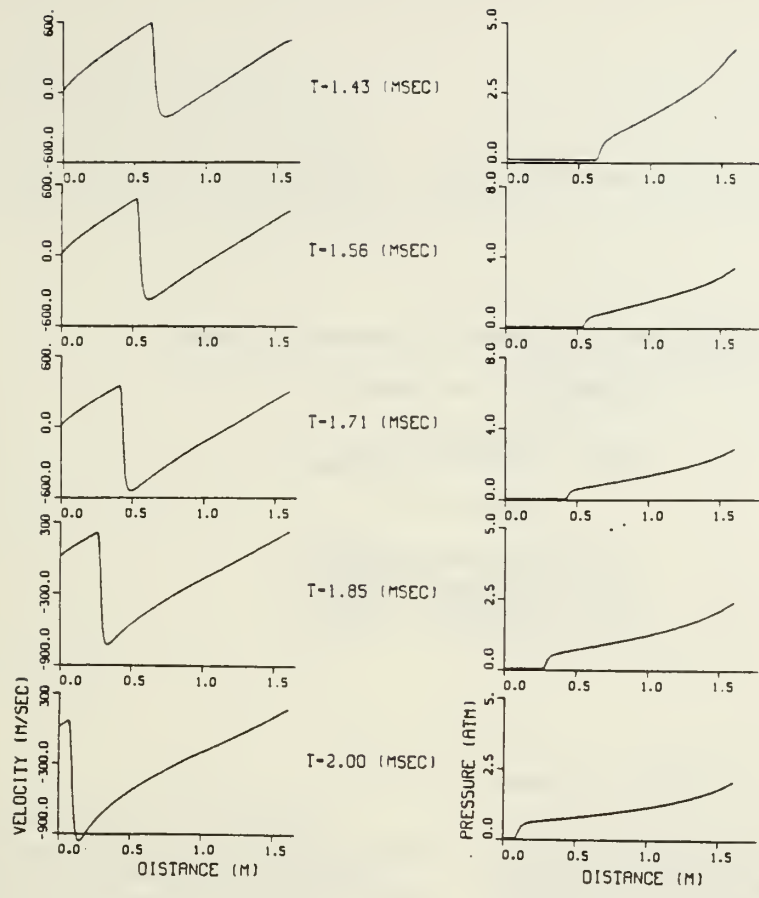 600.
0.0
-600.
0.0 0.5 1.0 1.5
T=1.43 (MSEC)
5.0
2.5
0.0
0.0 0.5 1.0 1.5
600.
0.0
-600.
0.0 0.5 1.0 1.5
T=1.56 (MSEC)
8.0
4.0
0.0
0.0 0.5 1.0 1.5
600.
0.0
-600.
0.0 0.5 1.0 1.5
T=1.71 (MSEC)
8.0
4.0
0.0
0.0 0.5 1.0 1.5
300
-300.0
-900.0
0.0 0.5 1.0 1.5
T=1.85 (MSEC)
5.0
2.5
0.0
0.0 0.5 1.0 1.5
300
-300.0
-900.0
0.0 0.5 1.0 1.5
VELOCITY (M/SEC)
DISTANCE (M)
T=2.00 (MSEC)
5.
2.5
0.0
0.0 0.5 1.0 1.5
PRESSURE (ATM)
DISTANCE (M)